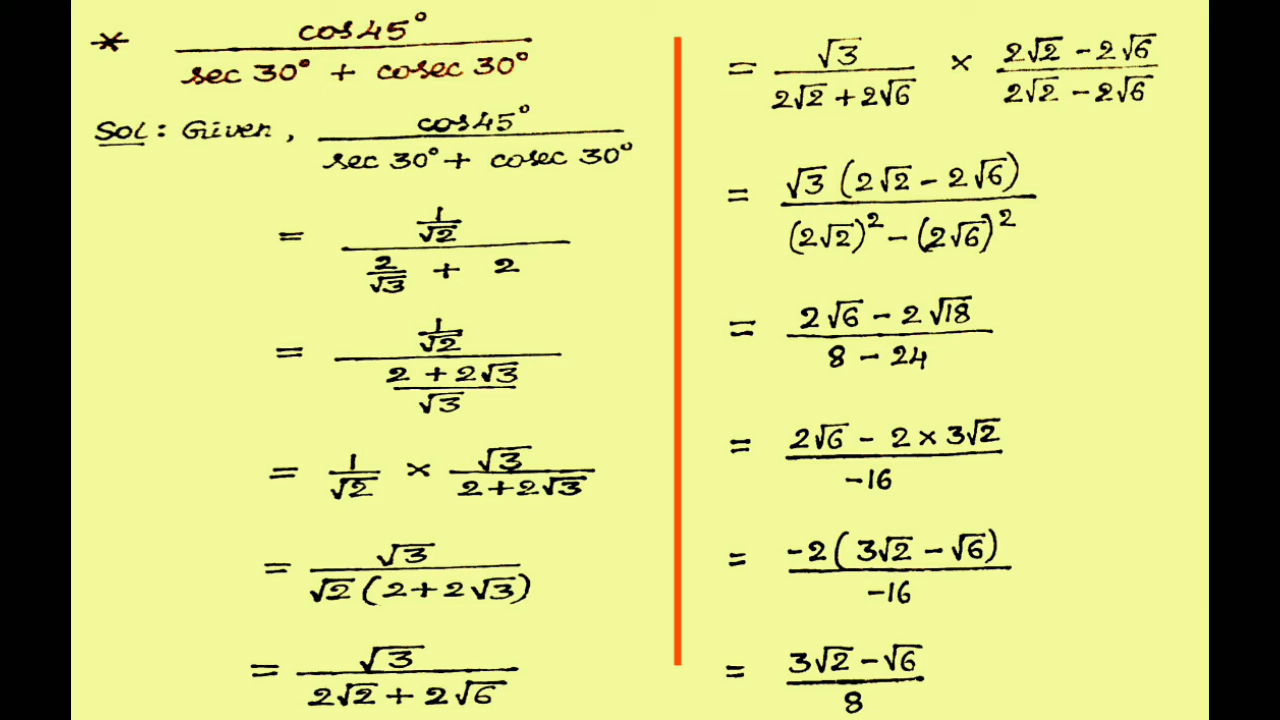 * cos 45° / (sec 30° + cosec 30°)
Sol : Given, cos 45° / (sec 30° + cosec 30°)
= (1/√2) / (2/√3 + 2)
= (1/√2) / ((2 + 2√3)/√3)
= 1/√2 × √3/(2+2√3)
= √3 / (√2(2+2√3))
= √3 / (2√2 + 2√6)
= √3/(2√2 + 2√6) × (2√2 - 2√6)/(2√2 - 2√6)
= √3(2√2 - 2√6) / ((2√2)² - (2√6)²)
= (2√6 - 2√18) / (8 - 24)
= (2√6 - 2×3√2) / -16
= -2(3√2 - √6) / -16
= (3√2 - √6) / 8